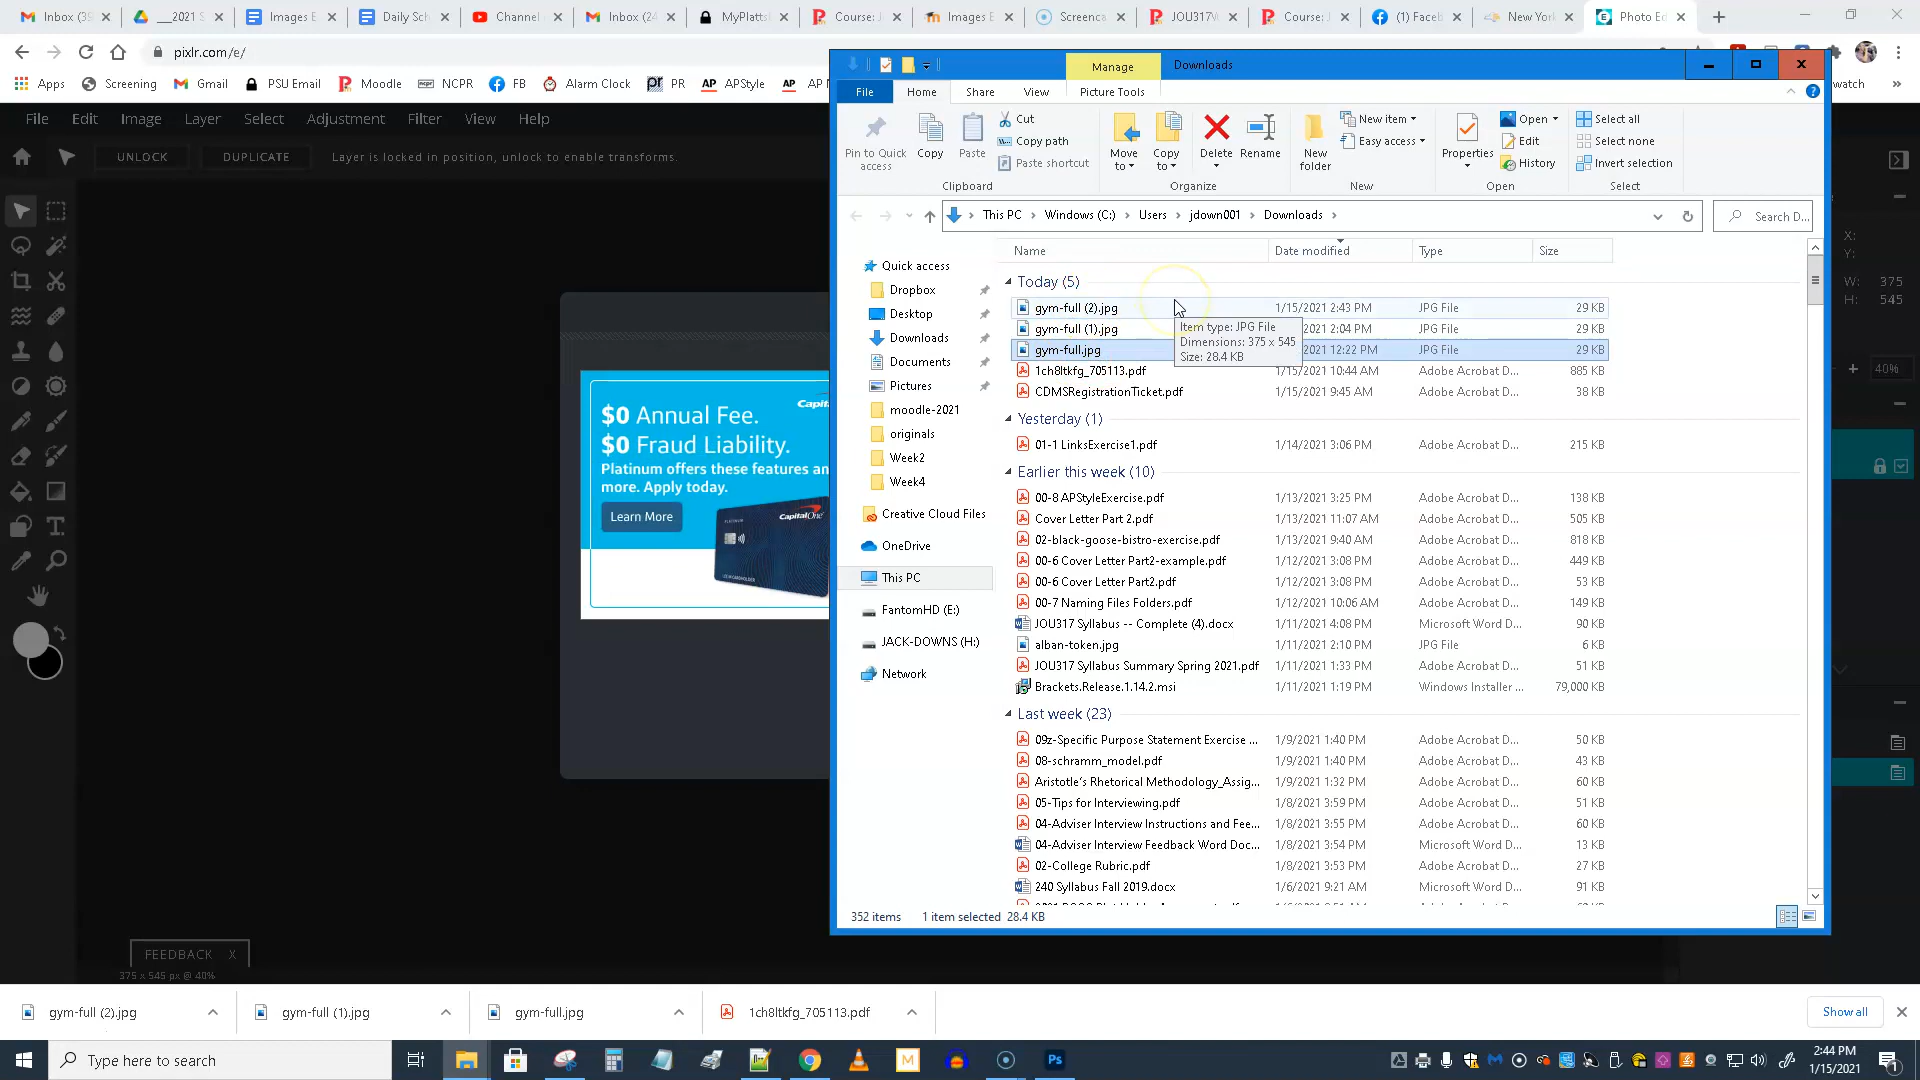 Inbox (39
___2021 S
Images E
Daily Sch
Channel c
Inbox (24
MyPlatts
Course: J
Images E
Screenca
JOU317V
Course: J
(1) Faceb
New York
Photo Ed
pixlr.com/e/
Apps
Screening
Gmail
PSU Email
Moodle
NCPR
FB
Alarm Clock
PR
APStyle
watch
File
Edit
Image
Layer
Select
Adjustment
Filter
View
Help
UNLOCK
DUPLICATE
Layer is locked in position, unlock to enable transforms.
$0 Annual Fee.
$0 Fraud Liability.
Platinum offers these features an
more. Apply today.
Learn More
CapitalOne
FEEDBACK X
375 x 545 px @ 40%
X:
Y:
W: 375
H: 545
40%
Manage
Downloads
File
Home
Share
View
Picture Tools
Pin to Quick
access
Copy
Paste
Cut
Copy path
Paste shortcut
Clipboard
Move
to
Copy
to
Delete
Rename
Organize
New
folder
New item
Easy access
New
Properties
Open
Edit
History
Open
Select all
Select none
Invert selection
Select
This PC
Windows (C:)
Users
jdown001
Downloads
Search D...
Quick access
Dropbox
Desktop
Downloads
Documents
Pictures
moodle-2021
originals
Week2
Week4
Creative Cloud Files
OneDrive
This PC
FantomHD (E:)
JACK-DOWNS (H:)
Network
Name Date modified Type Size
Today (5)
gym-full (2).jpg 1/15/2021 2:43 PM JPG File 29 KB
gym-full (1).jpg 2:04 PM JPG File 29 KB
gym-full.jpg 2021 12:22 PM JPG File 29 KB
Item type: JPG File
Dimensions: 375 x 545
Size: 28.4 KB
1ch8ltkfg_705113.pdf 1/15/2021 10:44 AM Adobe Acrobat D... 885 KB
CDMSRegistrationTicket.pdf 1/15/2021 9:45 AM Adobe Acrobat D... 38 KB
Yesterday (1)
01-1 LinksExercise1.pdf 1/14/2021 3:06 PM Adobe Acrobat D... 215 KB
Earlier this week (10)
00-8 APStyleExercise.pdf 1/13/2021 3:25 PM Adobe Acrobat D... 138 KB
Cover Letter Part 2.pdf 1/13/2021 11:07 AM Adobe Acrobat D... 505 KB
02-black-goose-bistro-exercise.pdf 1/13/2021 9:40 AM Adobe Acrobat D... 818 KB
00-6 Cover Letter Part2-example.pdf 1/12/2021 3:08 PM Adobe Acrobat D... 449 KB
00-6 Cover Letter Part2.pdf 1/12/2021 3:08 PM Adobe Acrobat D... 53 KB
00-7 Naming Files Folders.pdf 1/12/2021 10:06 AM Adobe Acrobat D... 149 KB
JOU317 Syllabus -- Complete (4).docx 1/11/2021 4:08 PM Microsoft Word D... 90 KB
alban-token.jpg 1/11/2021 2:10 PM JPG File 6 KB
JOU317 Syllabus Summary Spring 2021.pdf 1/11/2021 1:33 PM Adobe Acrobat D... 51 KB
Brackets.Release.1.14.2.msi 1/11/2021 1:19 PM Windows Installer ... 79,000 KB
Last week (23)
09z-Specific Purpose Statement Exercise ... 1/9/2021 1:40 PM Adobe Acrobat D... 50 KB
08-schramm_model.pdf 1/9/2021 1:40 PM Adobe Acrobat D... 43 KB
Aristotle's Rhetorical Methodology_Assig... 1/9/2021 1:32 PM Adobe Acrobat D... 60 KB
05-Tips for Interviewing.pdf 1/8/2021 3:59 PM Adobe Acrobat D... 51 KB
04-Adviser Interview Instructions and Fee... 1/8/2021 3:55 PM Adobe Acrobat D... 60 KB
04-Adviser Interview Feedback Word Doc... 1/8/2021 3:54 PM Microsoft Word D... 13 KB
02-College Rubric.pdf 1/8/2021 3:53 PM Adobe Acrobat D... 27 KB
240 Syllabus Fall 2019.docx 1/6/2021 9:21 AM Microsoft Word D... 91 KB
352 items 1 item selected 28.4 KB
gym-full (2).jpg
gym-full (1).jpg
gym-full.jpg
1ch8ltkfg_705113.pdf
Show all
Type here to search
2:44 PM
1/15/2021